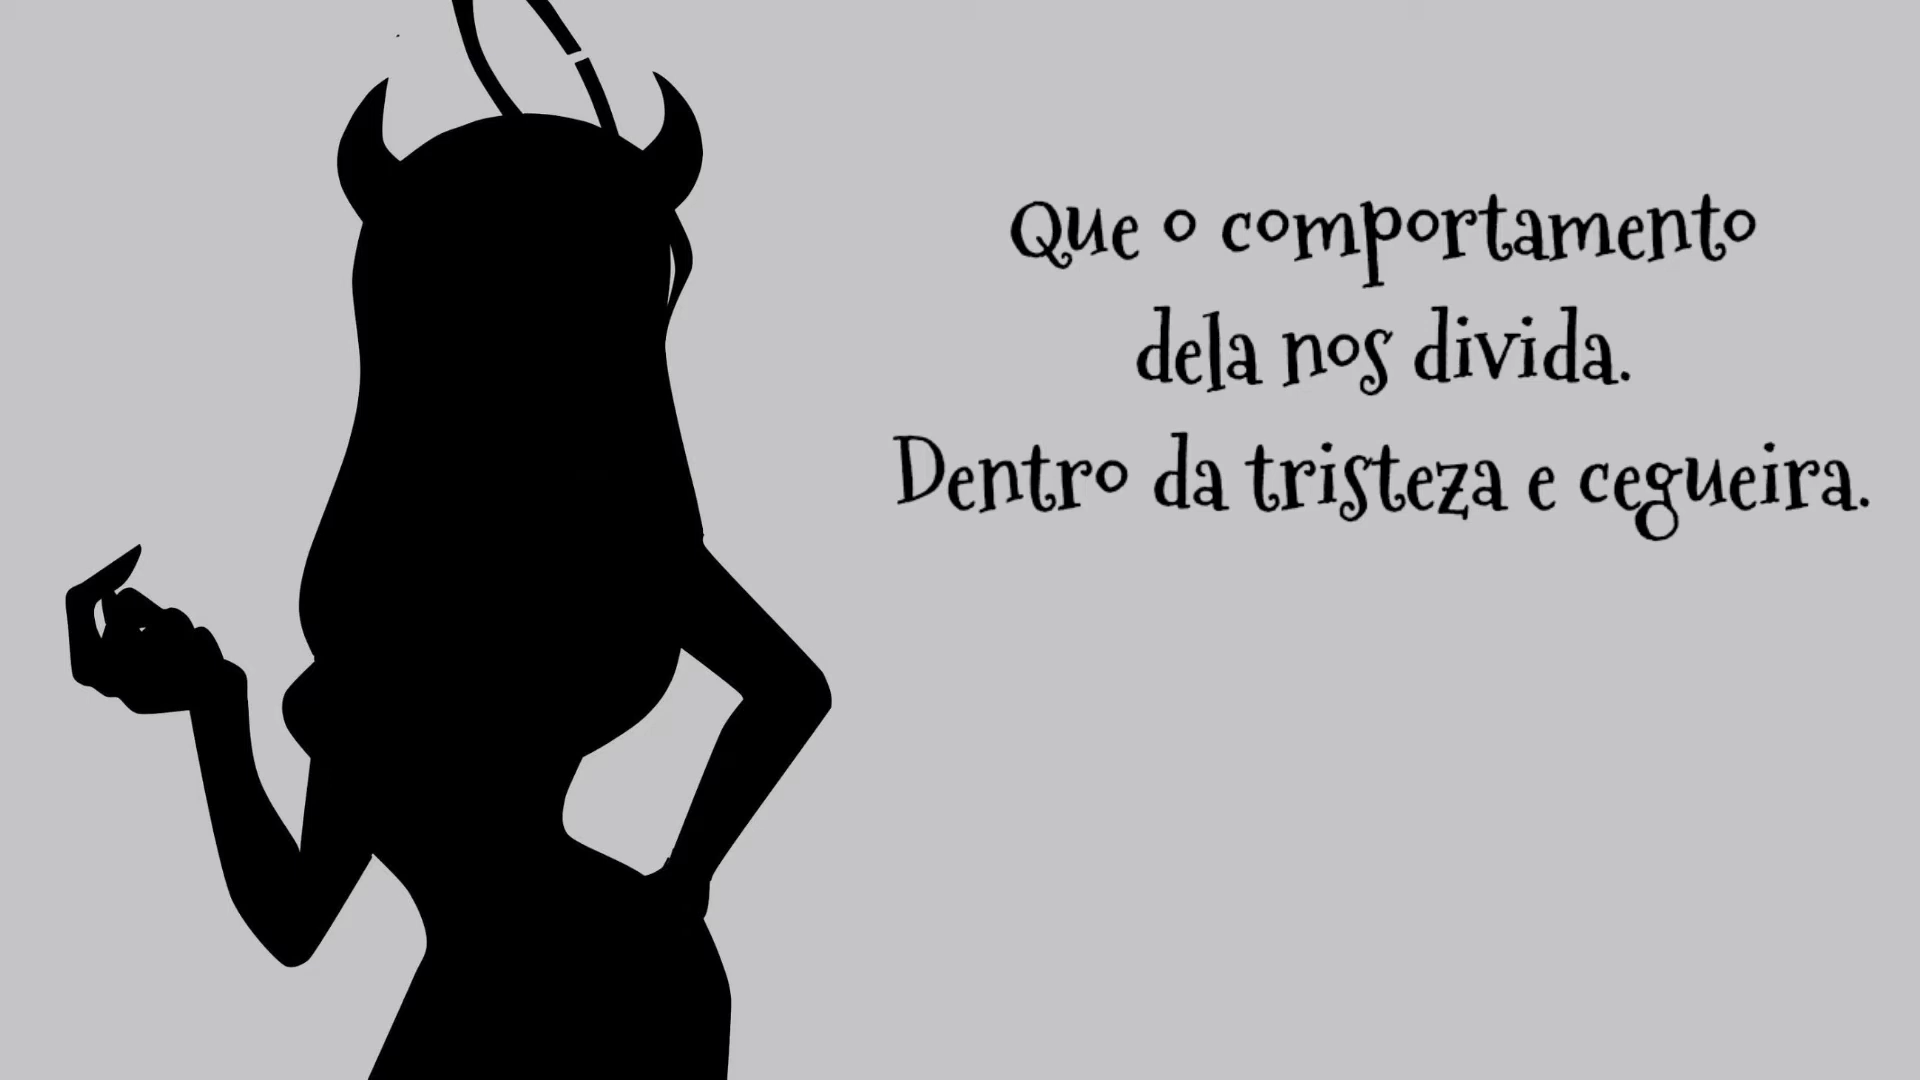 Que o comportamento
dela nos divida.
Dentro da tristeza e cegueira.